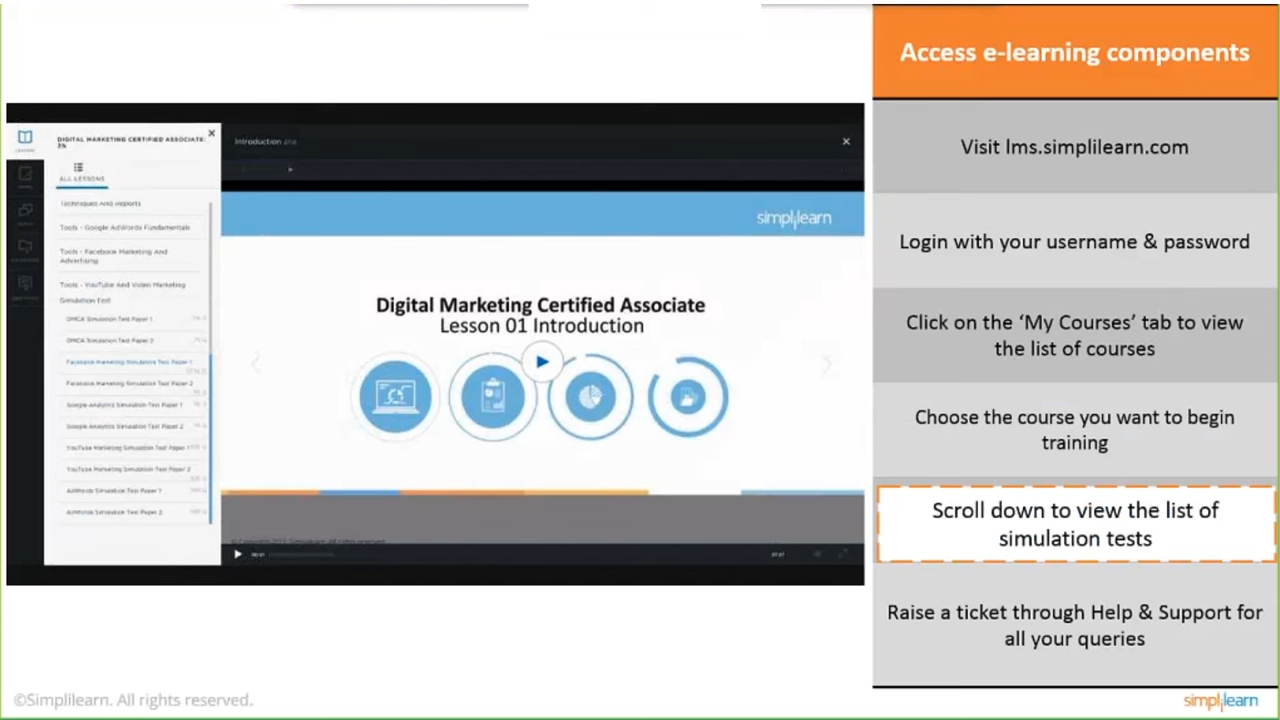 Access e-learning components
DIGITAL MARKETING CERTIFIED ASSOCIATE:
3%
ALL LESSONS
Techniques And Reports
Tools - Google AdWords Fundamentals
Tools - Facebook Marketing And
Advertising
Tools - YouTube And Video Marketing
Simulation Test
DMCA Simulation Test Paper 1
DMCA Simulation Test Paper 2
Facebook Marketing Simulation Test Paper 1
Facebook Marketing Simulation Test Paper 2
Google Analytics Simulation Test Paper 1
Google Analytics Simulation Test Paper 2
YouTube Marketing Simulation Test Paper 1
YouTube Marketing Simulation Test Paper 2
AdWords Simulation Test Paper 1
AdWords Simulation Test Paper 2
Introduction
simplilearn
Digital Marketing Certified Associate
Lesson 01 Introduction
Visit lms.simplilearn.com
Login with your username & password
Click on the ‘My Courses’ tab to view
the list of courses
Choose the course you want to begin
training
Scroll down to view the list of
simulation tests
Raise a ticket through Help & Support for
all your queries
©Simplilearn. All rights reserved.
simplilearn